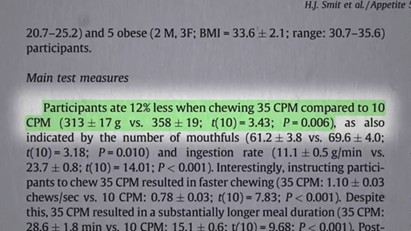 H.J. Smit et al./Appetite 5
20.7–25.2) and 5 obese (2 M, 3F; BMI = 33.6 ± 2.1; range: 30.7–35.6)
participants.
Main test measures
Participants ate 12% less when chewing 35 CPM compared to 10
CPM (313 ± 17 g vs. 358 ± 19; t(10) = 3.43; P = 0.006), as also
indicated by the number of mouthfuls (61.2 ± 3.8 vs. 69.6 ± 4.0;
t(10) = 3.18; P = 0.010) and ingestion rate (11.1 ± 0.5 g/min vs.
23.7 ± 0.8; t(10) = 14.01; P < 0.001). Interestingly, instructing partici-
pants to chew 35 CPM resulted in faster chewing (35 CPM: 1.10 ± 0.03
chews/sec vs. 10 CPM: 0.78 ± 0.03; t(10) = 7.83; P < 0.001). Despite
this, 35 CPM resulted in a substantially longer meal duration (35 CPM:
28.6 ± 1.8 min vs. 10 CPM: 15.1 ± 0.6; t(10) = 9.68; P < 0.001). Post-